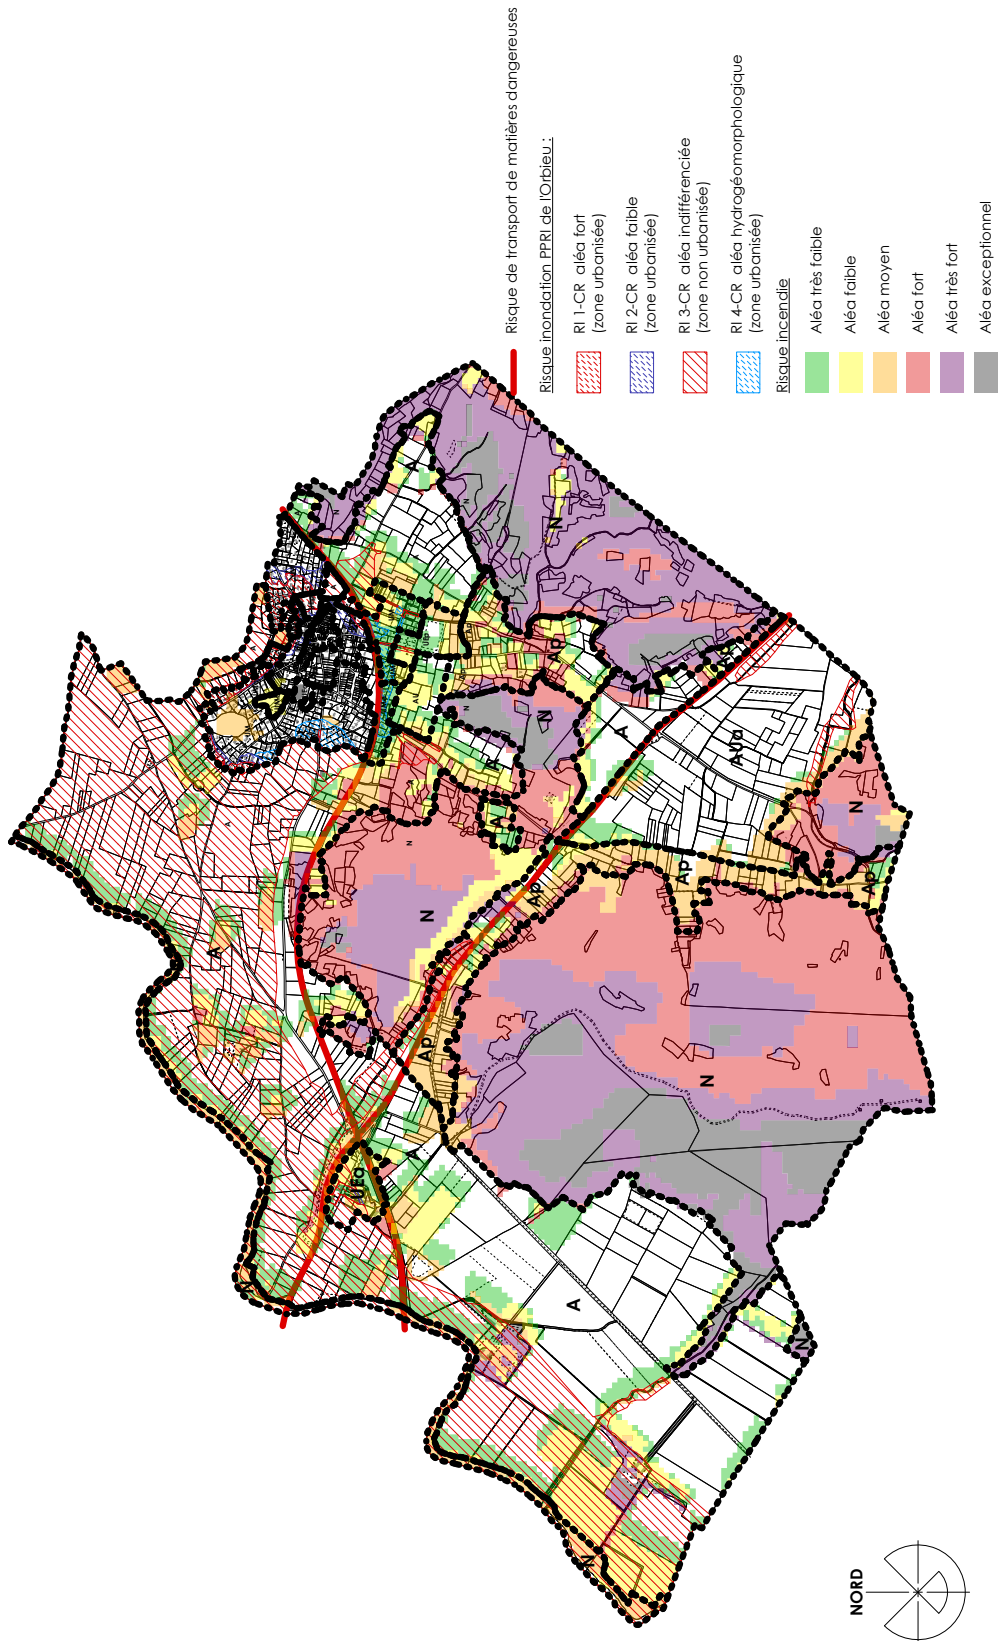 Risque de transport de matières dangereuses
Risque inondation PPRI de l'Orbieu :
RI 1-CR aléa fort
(zone urbanisée)
RI 2-CR aléa faible
(zone urbanisée)
RI 3-CR aléa indifférenciée
(zone non urbanisée)
RI 4-CR aléa hydrogéomorphologique
(zone urbanisée)
Risque incendie
Aléa très faible
Aléa faible
Aléa moyen
Aléa fort
Aléa très fort
Aléa exceptionnel
NORD
N
N
A
UEa
A
Ap
N
A
N
A
N
Ap
A
A
N
Ap
A
N
Ap
Ap
N
A
N